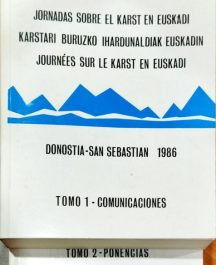 JORNADAS SOBRE EL KARST EN EUSKADI
KARSTARI BURUZKO IHARDUNALDIAK EUSKADIN
JOURNÉES SUR LE KARST EN EUSKADI
DONOSTIA-SAN SEBASTIAN 1986
TOMO 1 - COMUNICACIONES
TOMO 2 - PONENCIAS